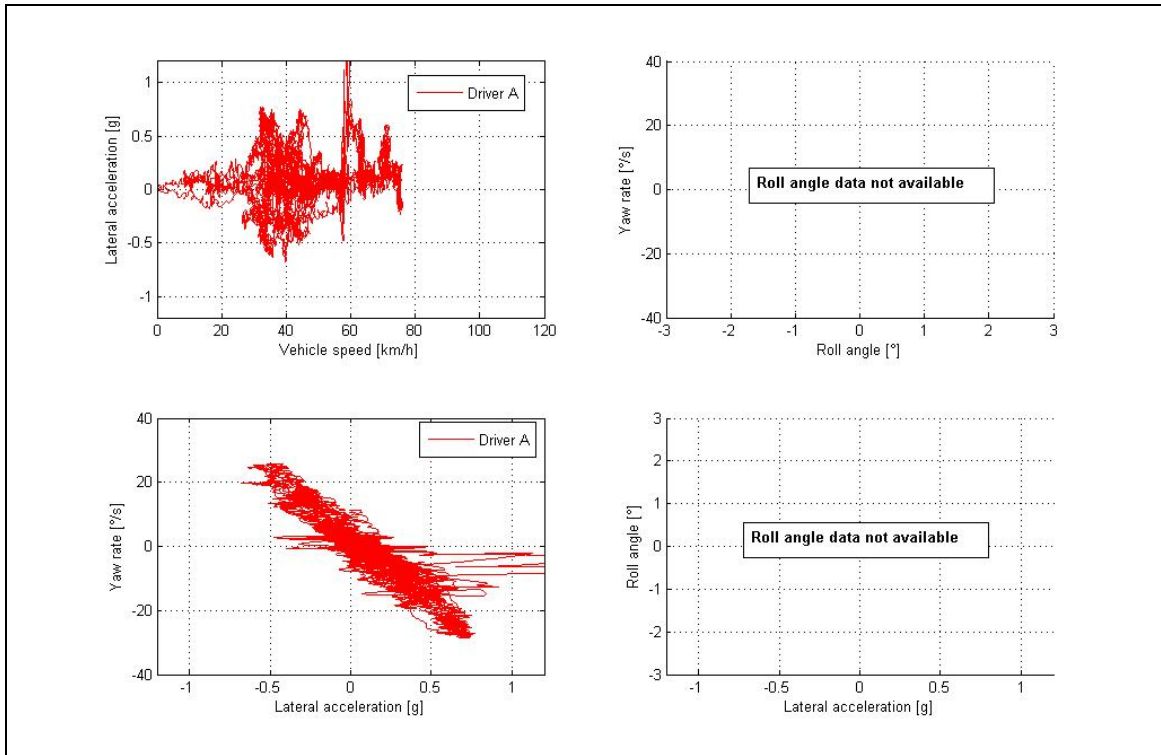 1
0.5
0
-0.5
-1
Lateral acceleration [g]
Driver A
0 20 40 60 80 100 120
Vehicle speed [km/h]
40
20
0
-20
-40
Yaw rate [°/s]
Roll angle data not available
-3 -2 -1 0 1 2 3
Roll angle [°]
40
20
0
-20
-40
Yaw rate [°/s]
Driver A
-1 -0.5 0 0.5 1
Lateral acceleration [g]
3
2
1
0
-1
-2
-3
Roll angle [°]
Roll angle data not available
-1 -0.5 0 0.5 1
Lateral acceleration [g]